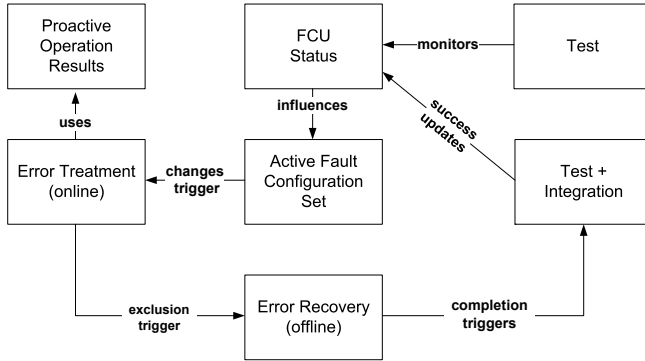 Proactive
Operation
Results
FCU
Status
monitors
Test
uses
influences
success
updates
Error Treatment
(online)
changes
trigger
Active Fault
Configuration
Set
Test +
Integration
exclusion
trigger
Error Recovery
(offline)
completion
triggers